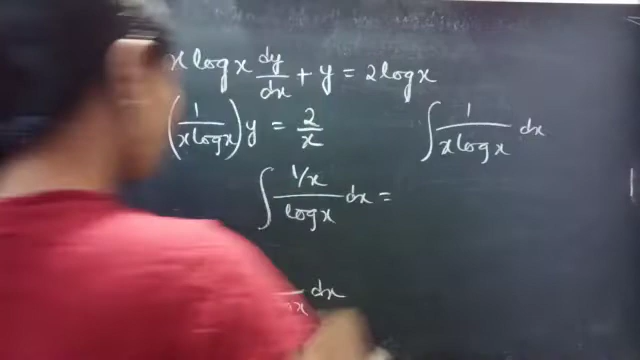 x log x dy/dx + y = 2 log x
(1/(x log x)) y = 2/x
∫ 1/(x log x) dx
∫ (1/x)/(log x) dx =
dx